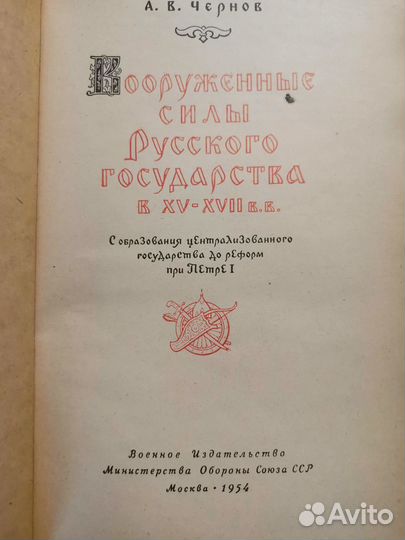 А. В. Чернов
Вооруженные
силы
Русского
государства
в XV-XVII в.в.
С образования централизованного
государства до реформ
при Петре I
Военное Издательство
Министерства Обороны Союза ССР
Москва • 1954
Avito